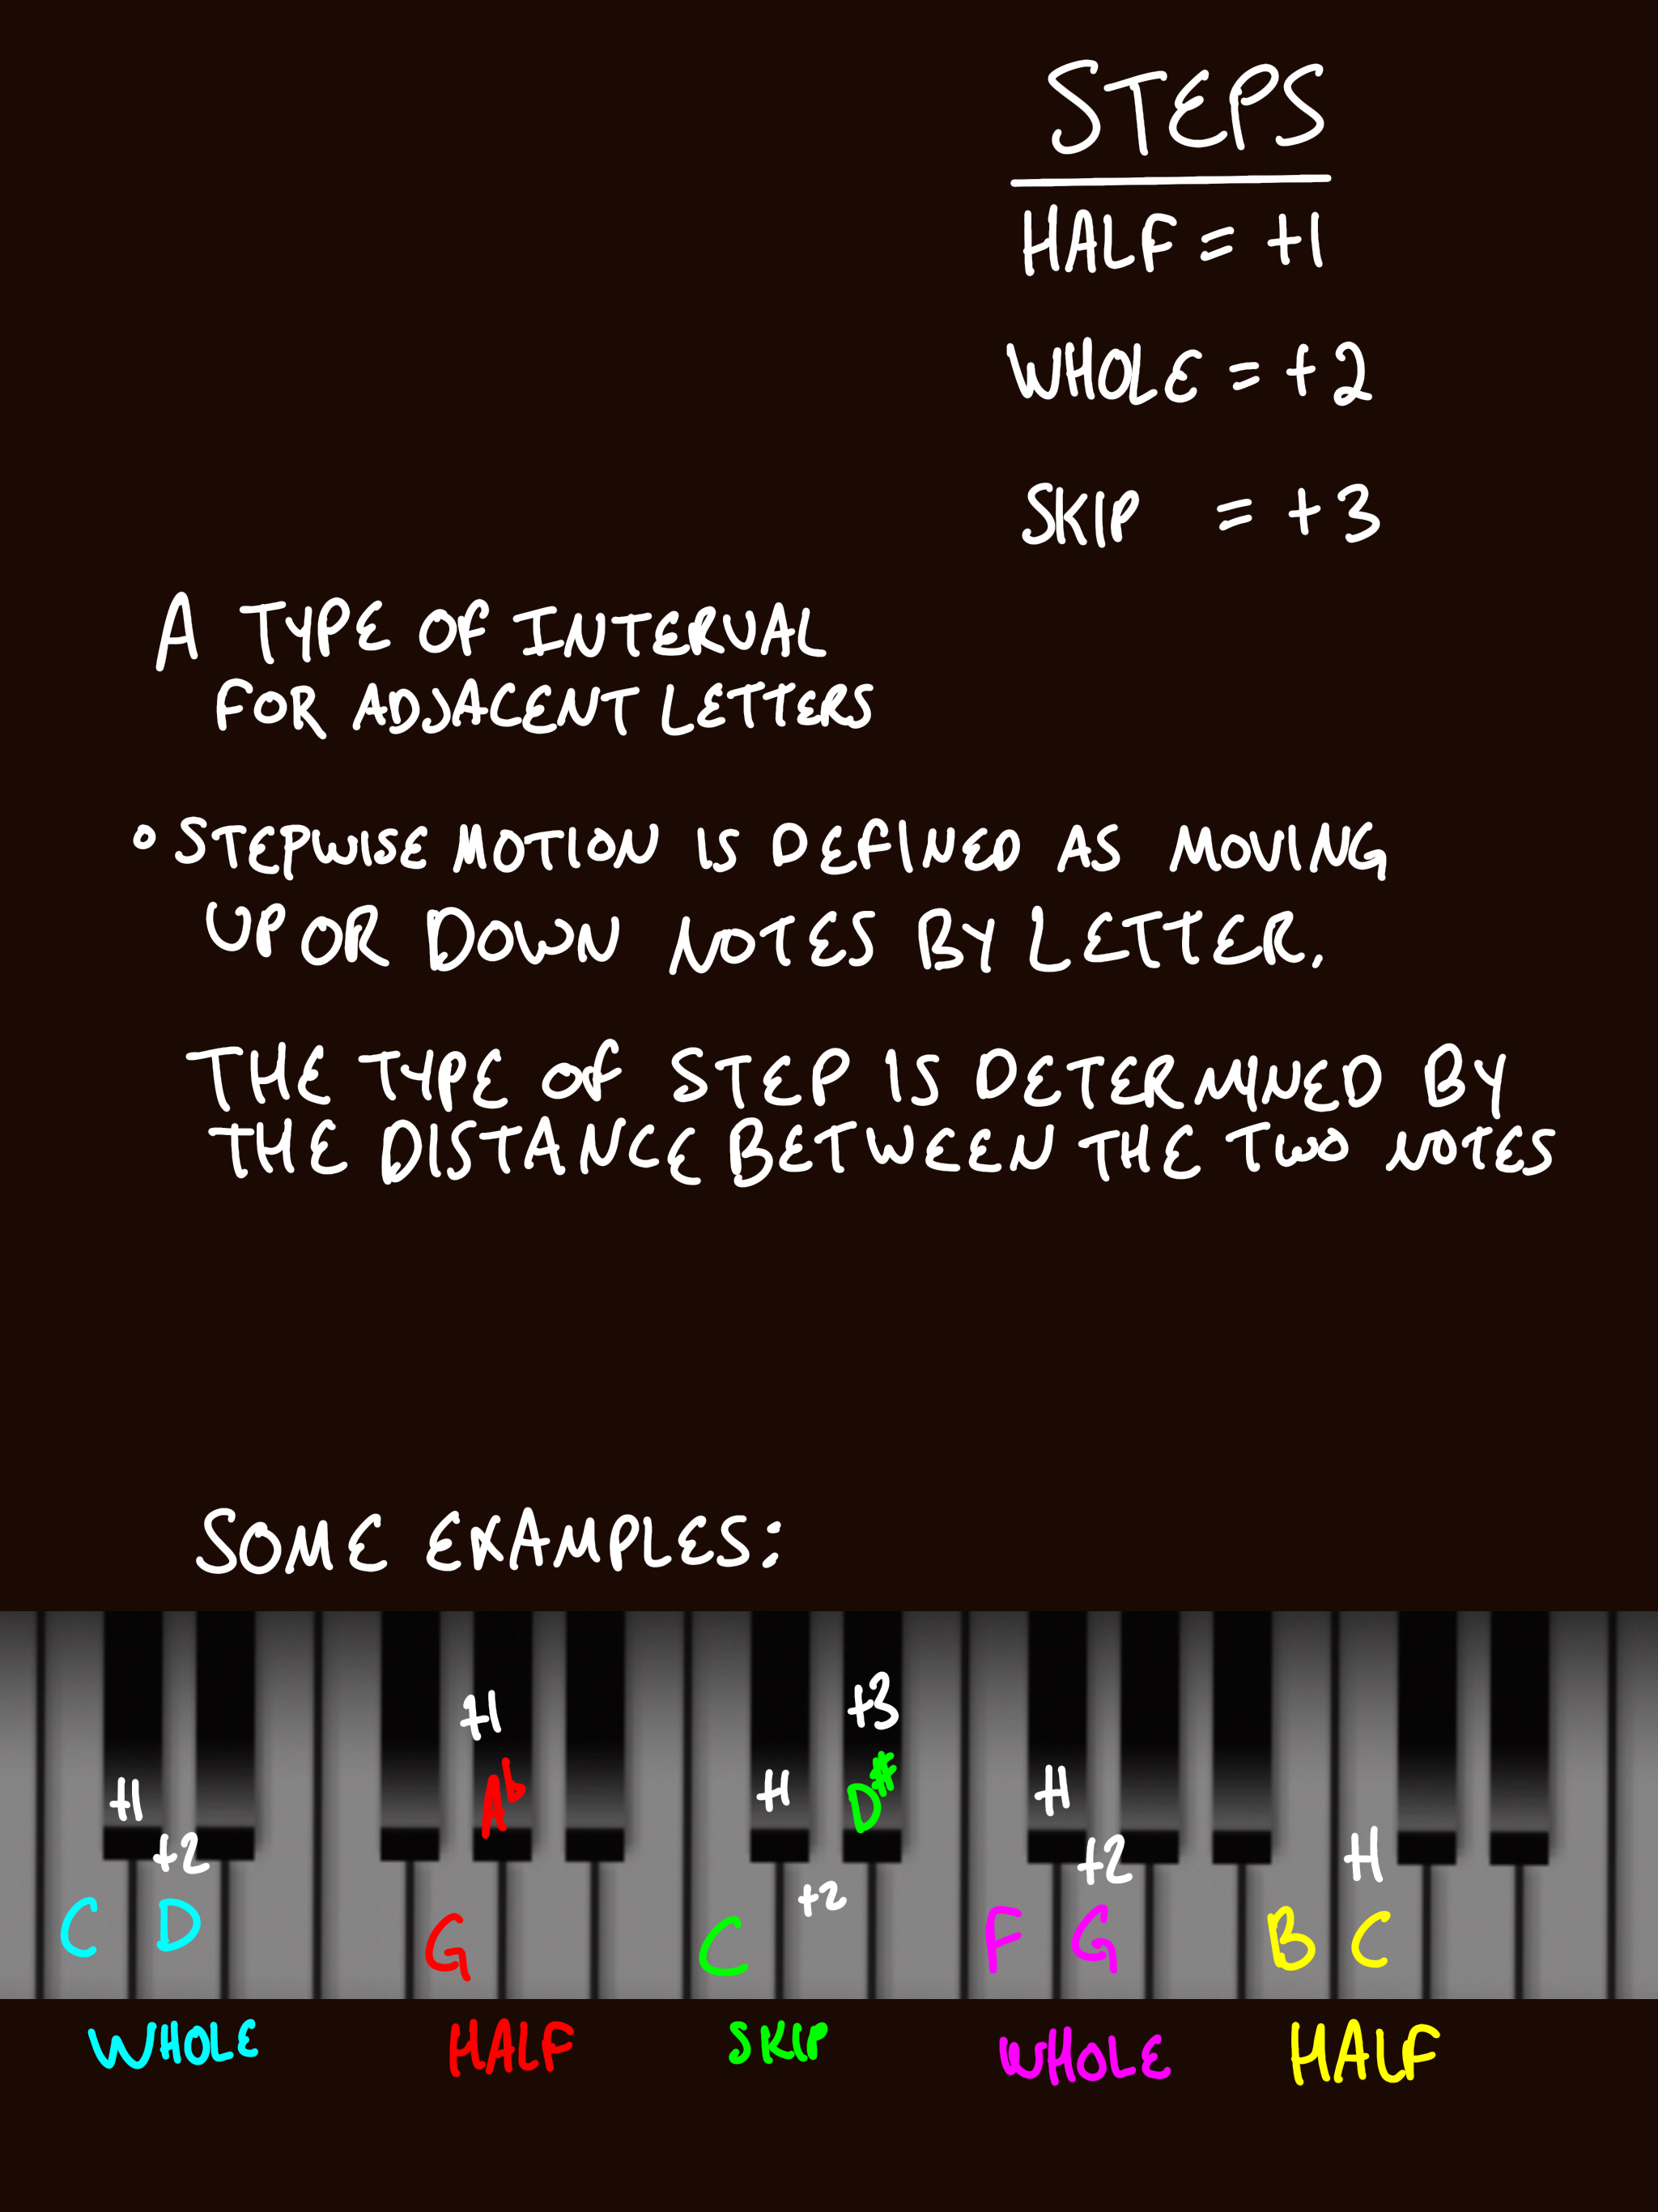 STEPS
HALF = +1
WHOLE = +2
SKIP = +3
A TYPE OF INTERVAL
FOR ADJACENT LETTERS
° STEPWISE MOTION IS DEFINED AS MOVING
UP OR DOWN NOTES BY LETTER.
THE TYPE OF STEP IS DETERMINED BY
THE DISTANCE BETWEEN THE TWO NOTES
SOME EXAMPLES:
+1 +3
+1 A♭ +1 D# +1
+2 +2 +2 +1
C D G C F G B C
WHOLE HALF SKIP WHOLE HALF